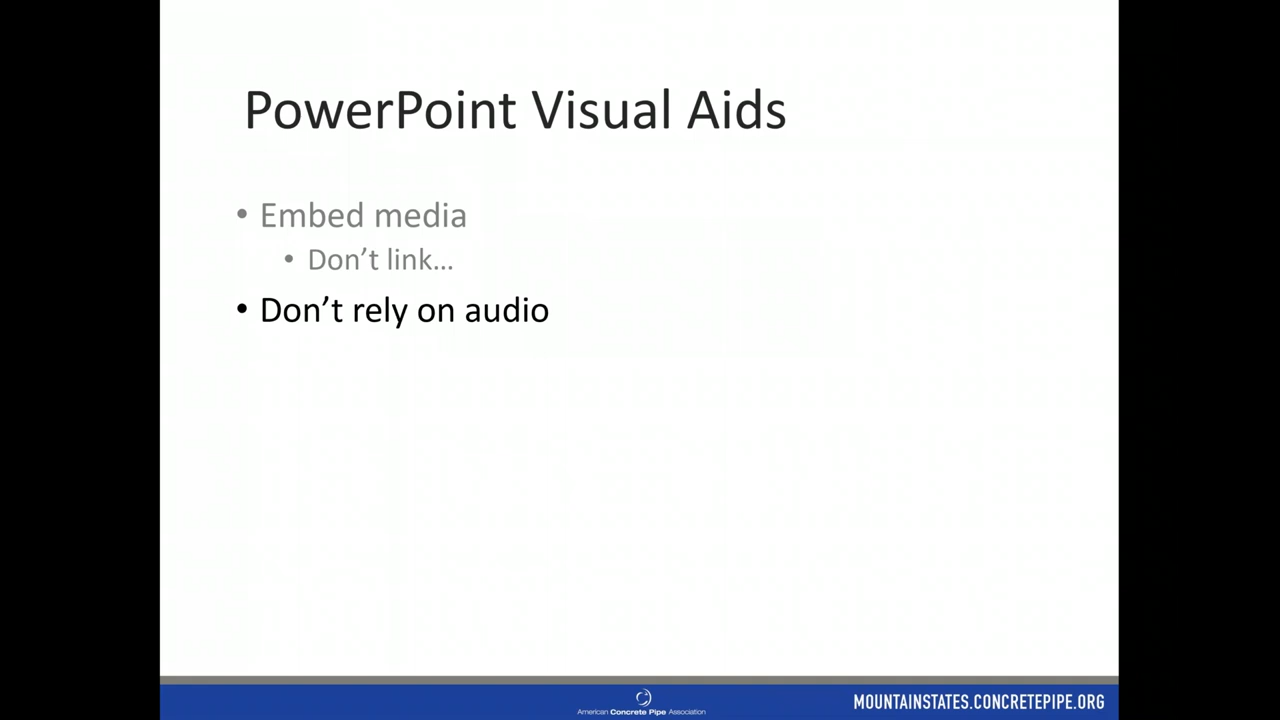 PowerPoint Visual Aids
• Embed media
• Don’t link...
• Don’t rely on audio
American Concrete Pipe Association
MOUNTAINSTATES.CONCRETEPIPE.ORG